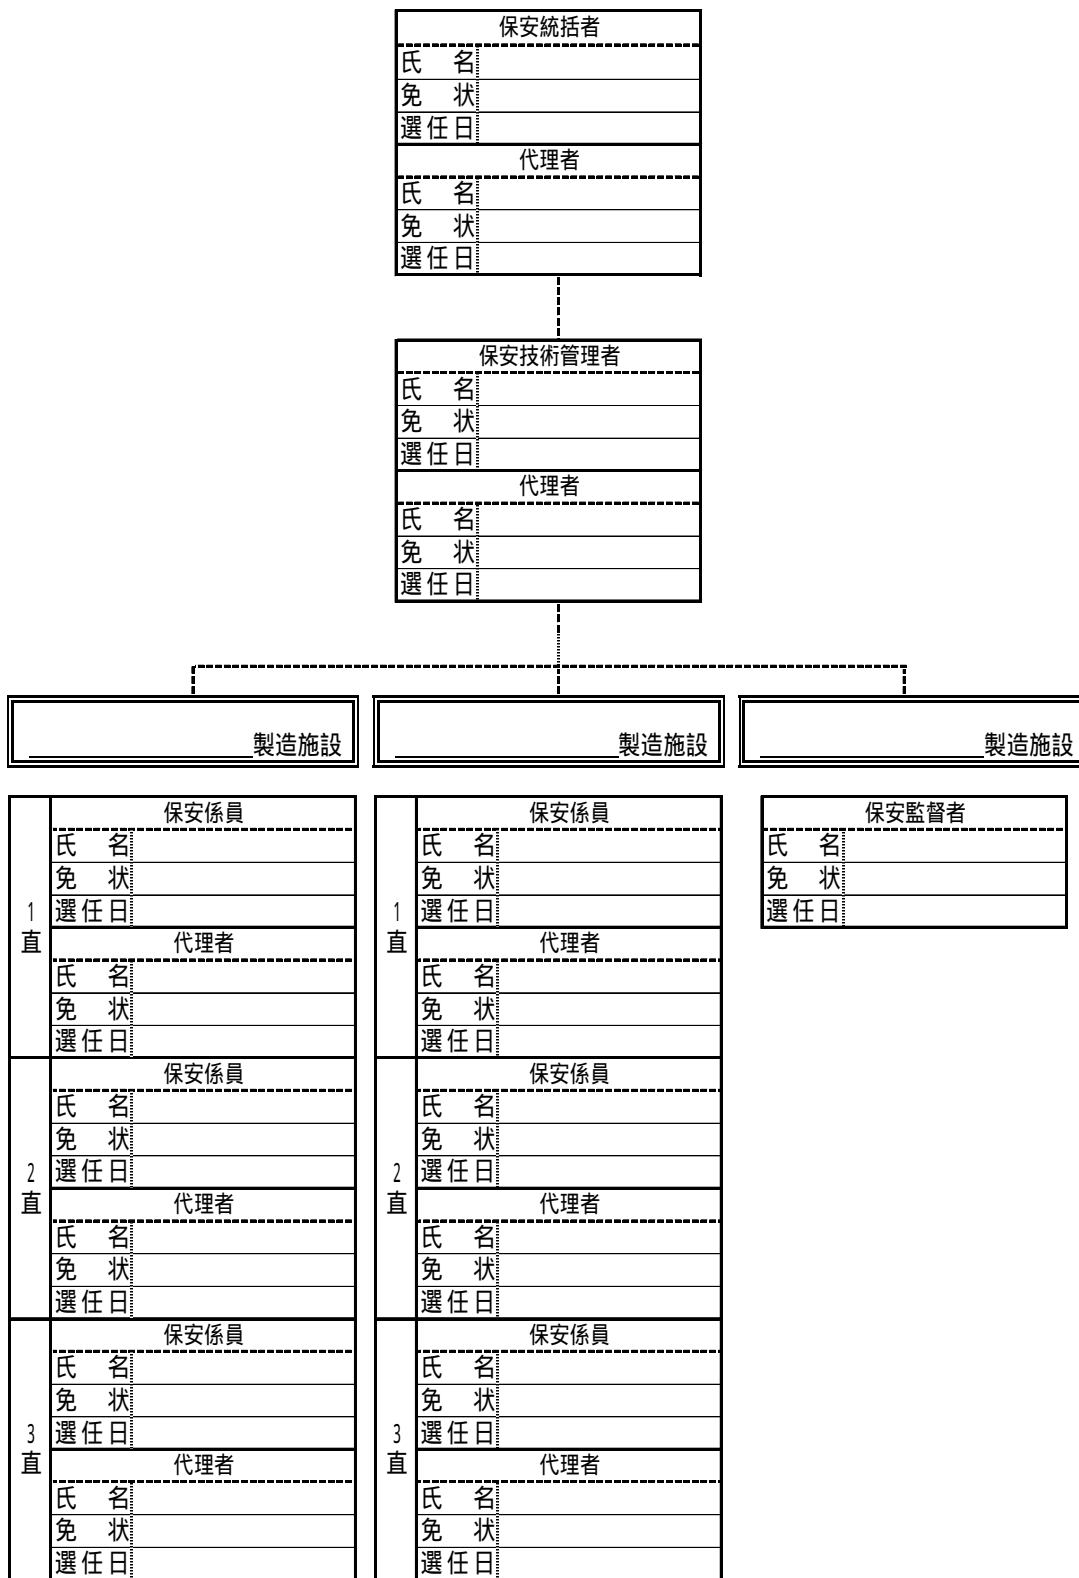 保安統括者
氏　名
免　状
選任日
代理者
氏　名
免　状
選任日
保安技術管理者
氏　名
免　状
選任日
代理者
氏　名
免　状
選任日
製造施設
製造施設
製造施設
1直
保安係員
氏　名
免　状
選任日
代理者
氏　名
免　状
選任日
2直
保安係員
氏　名
免　状
選任日
代理者
氏　名
免　状
選任日
3直
保安係員
氏　名
免　状
選任日
代理者
氏　名
免　状
選任日
1直
保安係員
氏　名
免　状
選任日
代理者
氏　名
免　状
選任日
2直
保安係員
氏　名
免　状
選任日
代理者
氏　名
免　状
選任日
3直
保安係員
氏　名
免　状
選任日
代理者
氏　名
免　状
選任日
保安監督者
氏　名
免　状
選任日